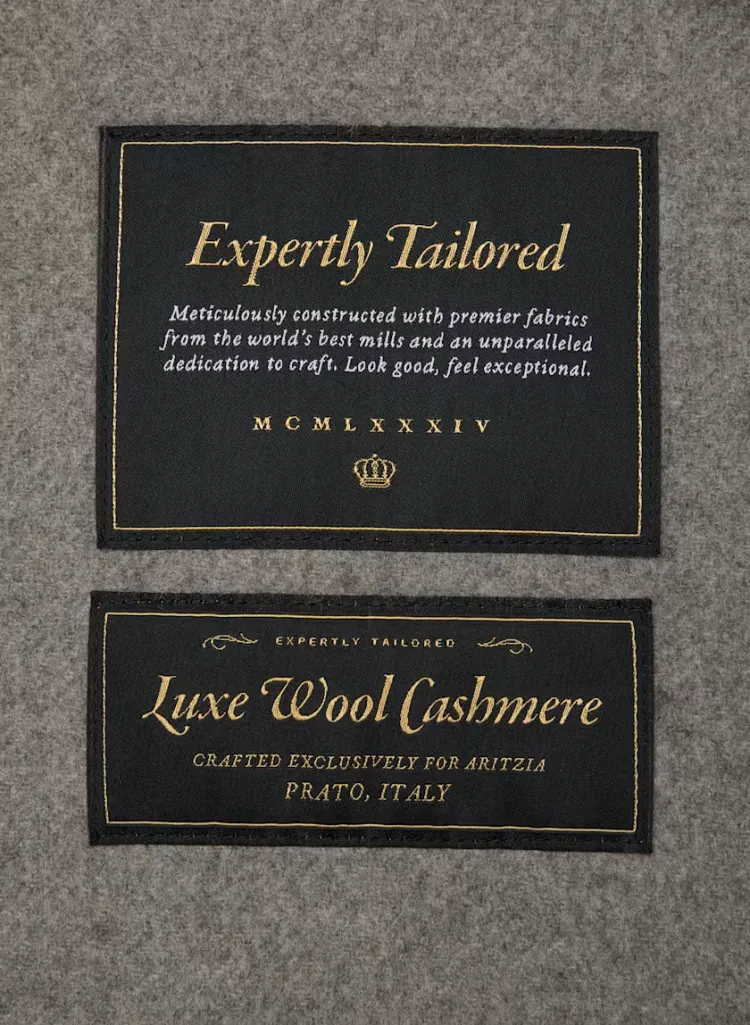 Expertly Tailored
Meticulously constructed with premier fabrics
from the world's best mills and an unparalleled
dedication to craft. Look good, feel exceptional.
MCMLXXXIV
EXPERTLY TAILORED
Luxe Wool Cashmere
CRAFTED EXCLUSIVELY FOR ARITZIA
PRATO, ITALY